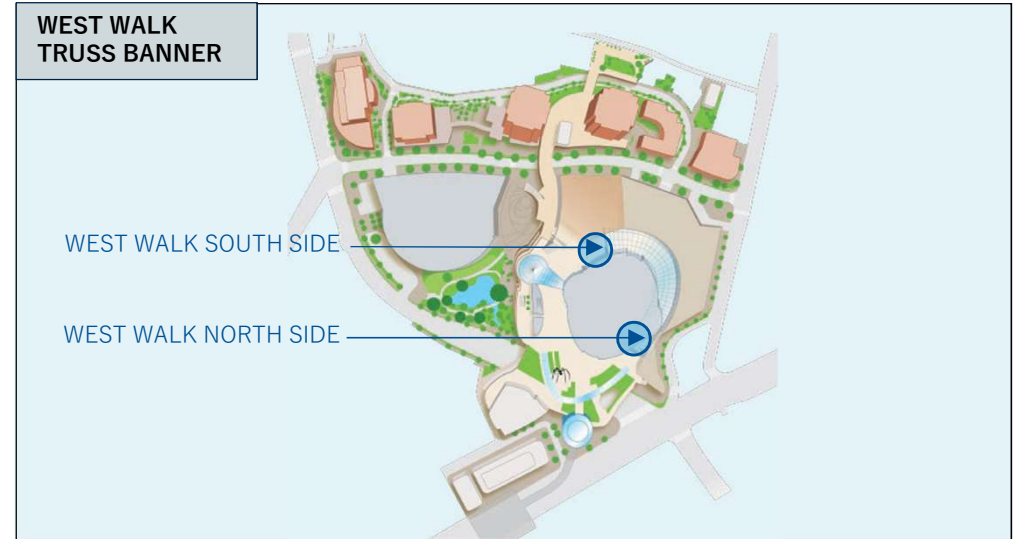 WEST WALK
TRUSS BANNER
WEST WALK SOUTH SIDE
WEST WALK NORTH SIDE